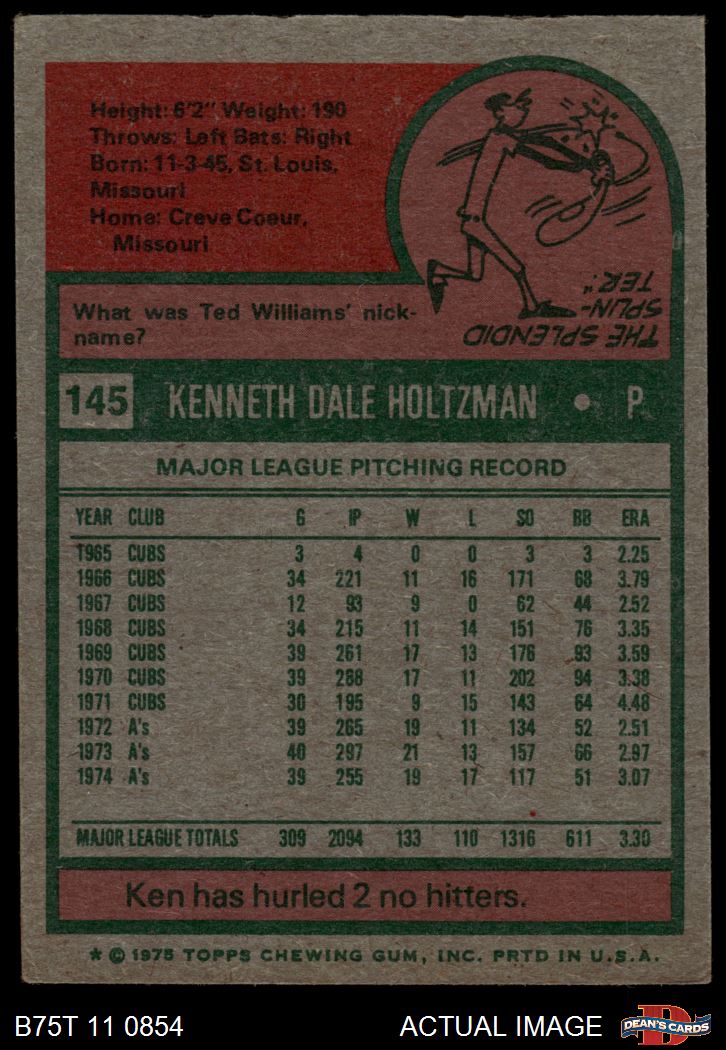 Height: 6'2" Weight: 190
Throws: Left Bats: Right
Born: 11-3-45, St. Louis,
Missouri
Home: Creve Coeur,
Missouri
What was Ted Williams' nick-
name?
"THE SPLENDID
SPLIN-
TER."
145 KENNETH DALE HOLTZMAN • P.
MAJOR LEAGUE PITCHING RECORD
YEAR CLUB G IP W L SO BB ERA
1965 CUBS 3 4 0 0 3 3 2.25
1966 CUBS 34 221 11 16 171 68 3.79
1967 CUBS 12 93 9 0 62 44 2.52
1968 CUBS 34 215 11 14 151 76 3.35
1969 CUBS 39 261 17 13 176 93 3.59
1970 CUBS 39 288 17 11 202 94 3.38
1971 CUBS 30 195 9 15 143 64 4.48
1972 A's 39 265 19 11 134 52 2.51
1973 A's 40 297 21 13 157 66 2.97
1974 A's 39 255 19 17 117 51 3.07
MAJOR LEAGUE TOTALS 309 2094 133 110 1316 611 3.30
Ken has hurled 2 no hitters.
* © 1975 TOPPS CHEWING GUM, INC. PRTD IN U.S.A.
B75T 11 0854 ACTUAL IMAGE D DEAN'S CARDS